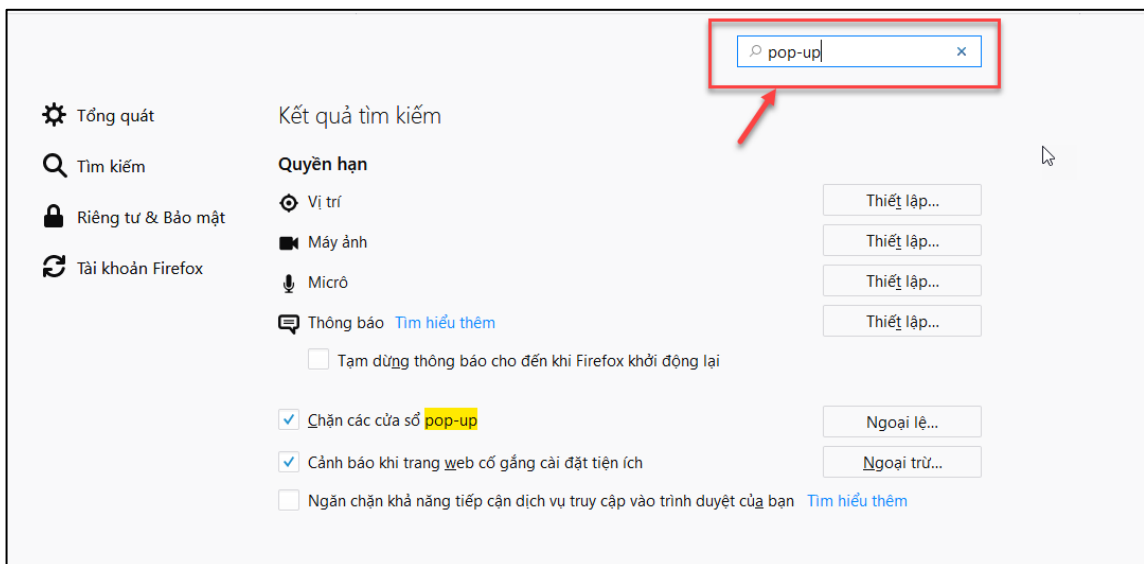 pop-up
Tổng quát
Tìm kiếm
Riêng tư & Bảo mật
Tài khoản Firefox
Kết quả tìm kiếm
Quyền hạn
Vị trí Thiết lập...
Máy ảnh Thiết lập...
Micrô Thiết lập...
Thông báo Tìm hiểu thêm Thiết lập...
Tạm dừng thông báo cho đến khi Firefox khởi động lại
Chặn các cửa sổ pop-up Ngoại lệ...
Cảnh báo khi trang web cố gắng cài đặt tiện ích Ngoại trừ...
Ngăn chặn khả năng tiếp cận dịch vụ truy cập vào trình duyệt của bạn Tìm hiểu thêm